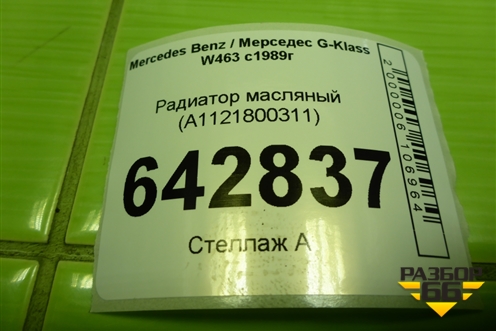 Mercedes Benz / Мерседес G-Klass
W463 с1989г
Радиатор масляный
(A1121800311)
642837
Стеллаж А
2000006106964
РАЗБОР
66